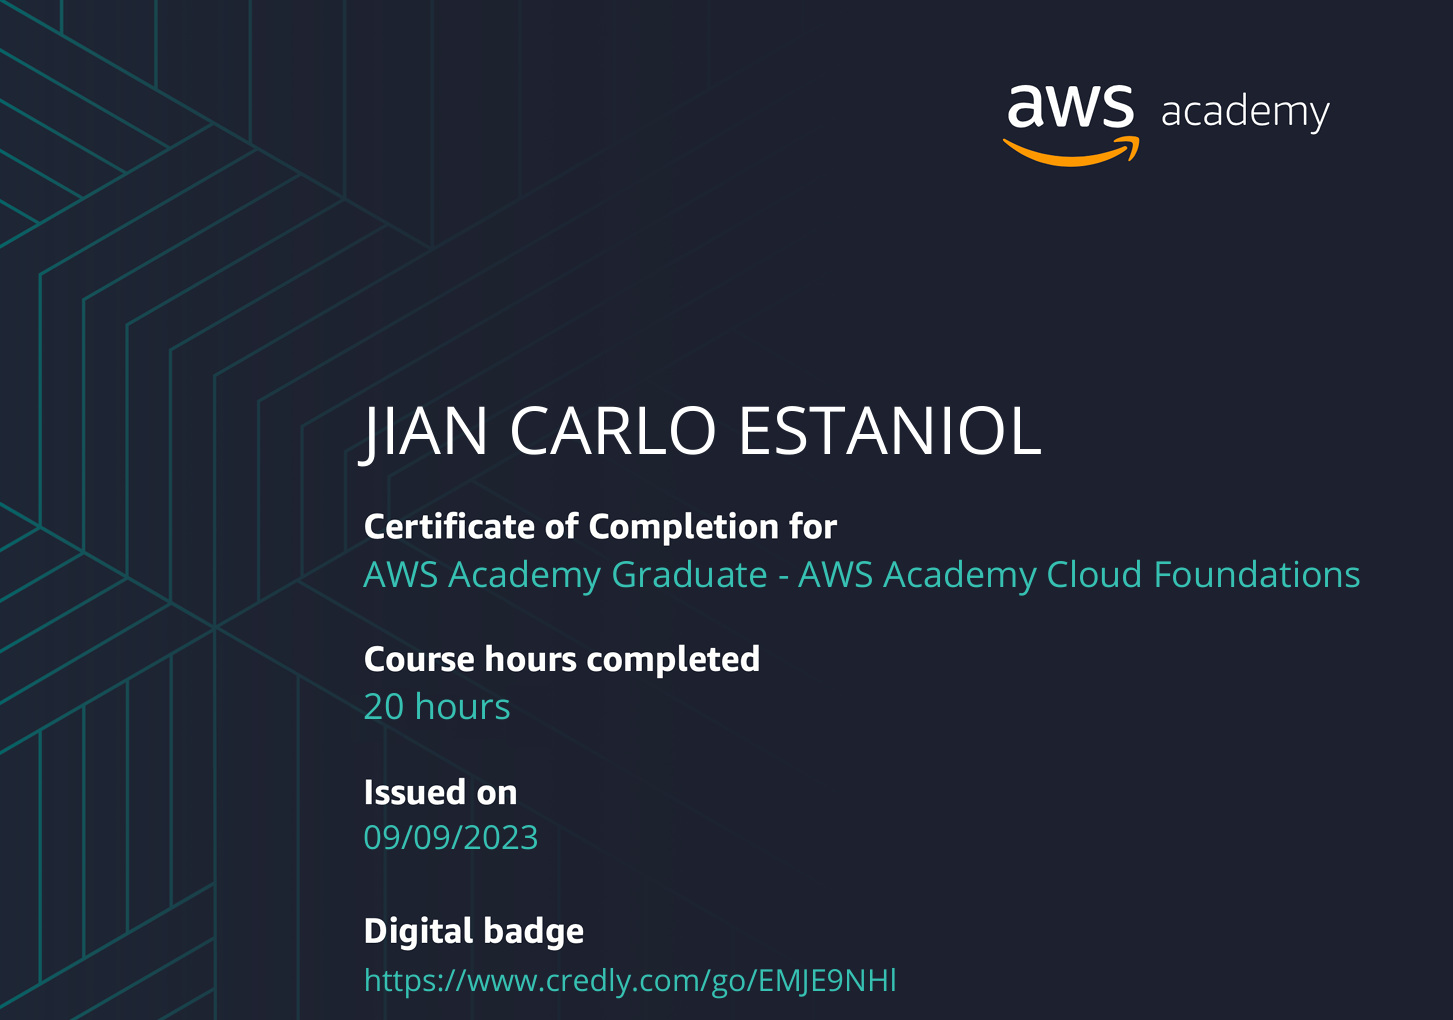 aws academy
JIAN CARLO ESTANIOL
Certificate of Completion for
AWS Academy Graduate - AWS Academy Cloud Foundations
Course hours completed
20 hours
Issued on
09/09/2023
Digital badge
https://www.credly.com/go/EMJE9NHl